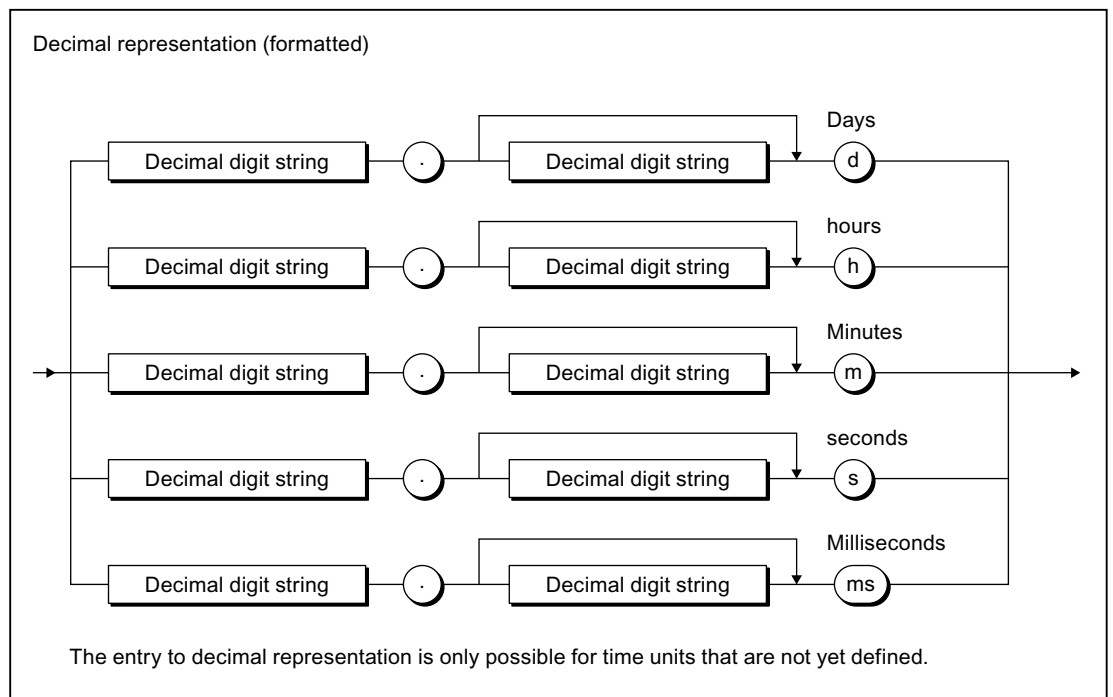 Decimal representation (formatted)
Days
Decimal digit string . Decimal digit string d
hours
Decimal digit string . Decimal digit string h
Minutes
Decimal digit string . Decimal digit string m
seconds
Decimal digit string . Decimal digit string s
Milliseconds
Decimal digit string . Decimal digit string ms
The entry to decimal representation is only possible for time units that are not yet defined.